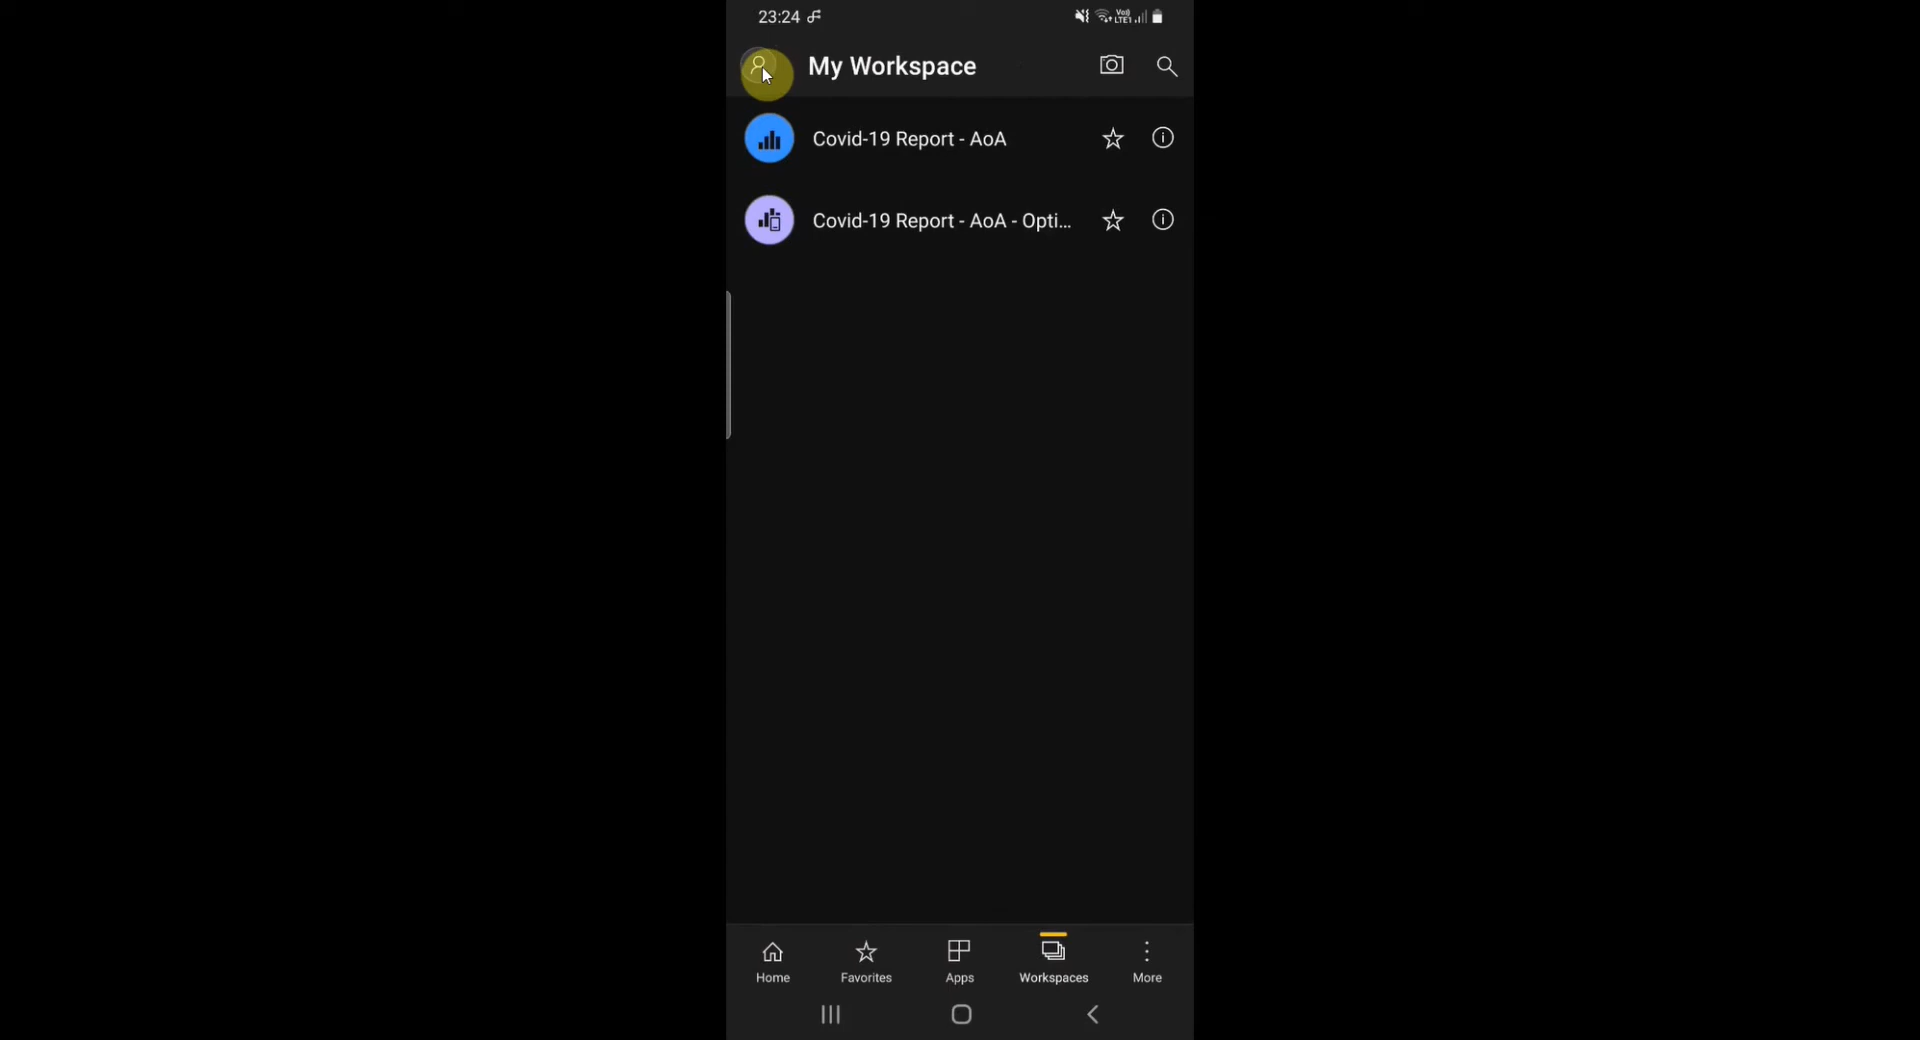 23:24
My Workspace
Covid-19 Report - AoA
Covid-19 Report - AoA - Opti...
Home Favorites Apps Workspaces More